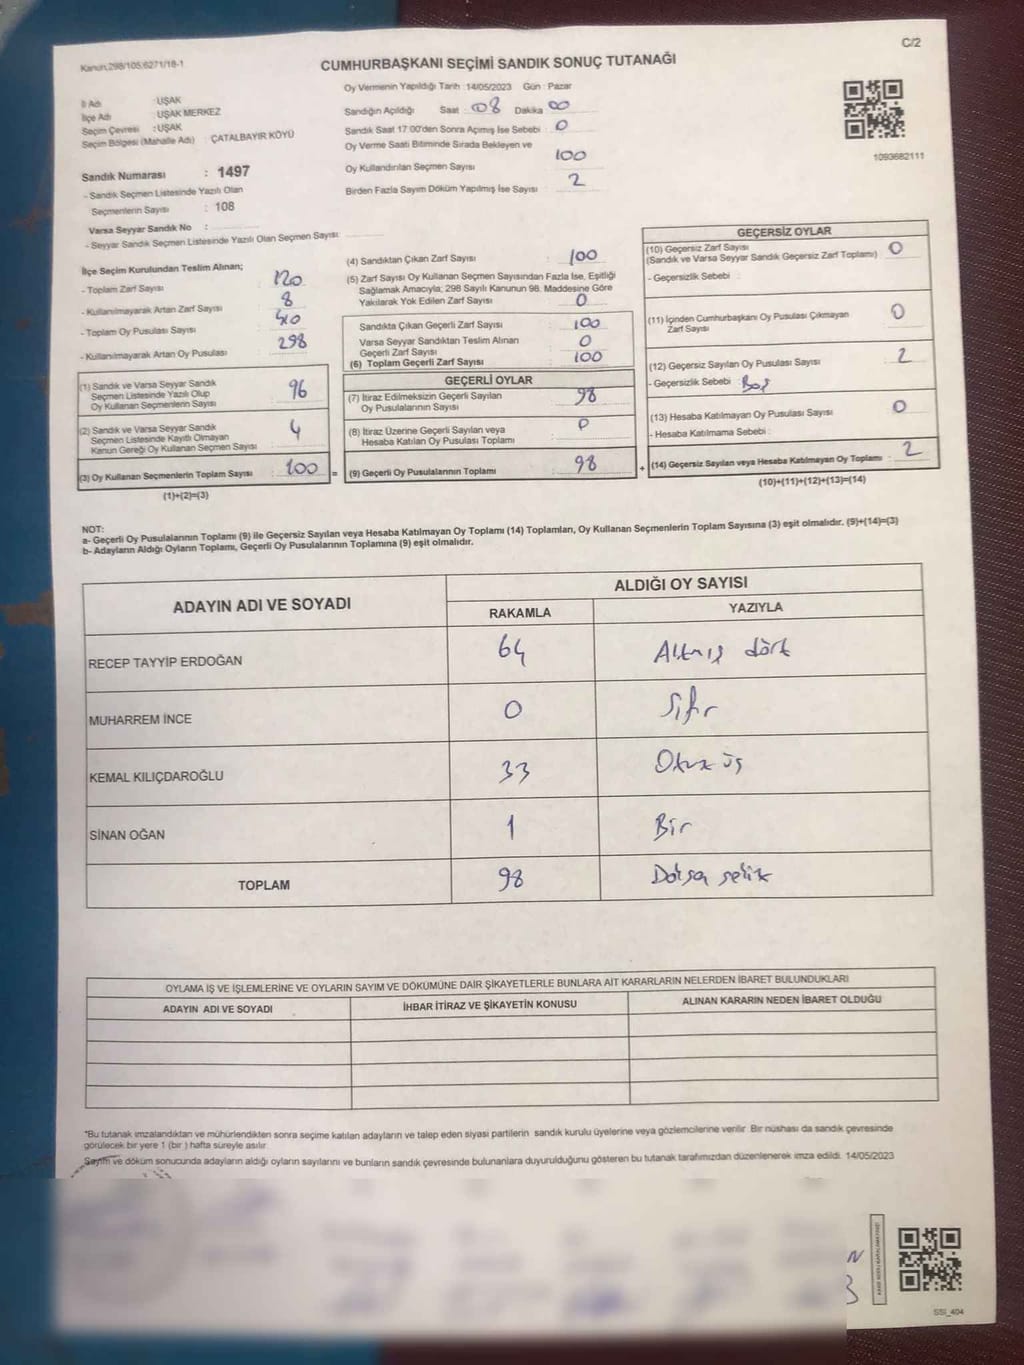 C/2
Kanun,298/105,6271/18-1
CUMHURBAŞKANI SEÇİMİ SANDIK SONUÇ TUTANAĞI
İl Adı : UŞAK
İlçe Adı : UŞAK MERKEZ
Seçim Çevresi : UŞAK
Seçim Bölgesi (Mahalle Adı) : ÇATALBAYIR KÖYÜ
Sandık Numarası : 1497
- Sandık Seçmen Listesinde Yazılı Olan
Seçmenlerin Sayısı : 108
Varsa Seyyar Sandık No :
- Seyyar Sandık Seçmen Listesinde Yazılı Olan Seçmen Sayısı:
Oy Vermenin Yapıldığı Tarih :14/05/2023 Gün : Pazar
Sandığın Açıldığı Saat : 08 Dakika : 00
Sandık Saat 17.00'den Sonra Açımış İse Sebebi : 0
Oy Verme Saati Bitiminde Sırada Bekleyen ve
Oy Kullandırılan Seçmen Sayısı : 100
Birden Fazla Sayım Döküm Yapılmış İse Sayısı : 2
1093682111
İlçe Seçim Kurulundan Teslim Alınan;
- Toplam Zarf Sayısı : 120
- Kullanılmayarak Artan Zarf Sayısı : 8
- Toplam Oy Pusulası Sayısı :
- Kullanılmayarak Artan Oy Pusulası : 298
(1) Sandık ve Varsa Seyyar Sandık
Seçmen Listesinde Yazılı Olup
Oy Kullanan Seçmenlerin Sayısı : 96
(2) Sandık ve Varsa Seyyar Sandık
Seçmen Listesinde Kayıtlı Olmayan
Kanun Gereği Oy Kullanan Seçmen Sayısı : 4
(3) Oy Kullanan Seçmenlerin Toplam Sayısı : 100 =
(1)+(2)=(3)
(4) Sandıktan Çıkan Zarf Sayısı : 100
(5) Zarf Sayısı Oy Kullanan Seçmen Sayısından Fazla İse, Eşitliği
Sağlamak Amacıyla; 298 Sayılı Kanunun 98. Maddesine Göre
Yakılarak Yok Edilen Zarf Sayısı : 0
Sandıkta Çıkan Geçerli Zarf Sayısı : 100
Varsa Seyyar Sandıktan Teslim Alınan
Geçerli Zarf Sayısı : 0
(6) Toplam Geçerli Zarf Sayısı : 100
GEÇERLİ OYLAR
(7) İtiraz Edilmeksizin Geçerli Sayılan
Oy Pusulalarının Sayısı : 98
(8) İtiraz Üzerine Geçerli Sayılan veya
Hesaba Katılan Oy Pusulası Toplamı : 0
(9) Geçerli Oy Pusulalarının Toplamı : 98 +
GEÇERSİZ OYLAR
(10) Geçersiz Zarf Sayısı
(Sandık ve Varsa Seyyar Sandık Geçersiz Zarf Toplamı) : 0
- Geçersizlik Sebebi :
(11) İçinden Cumhurbaşkanı Oy Pusulası Çıkmayan
Zarf Sayısı : 0
(12) Geçersiz Sayılan Oy Pusulası Sayısı : 2
- Geçersizlik Sebebi : Boş
(13) Hesaba Katılmayan Oy Pusulası Sayısı : 0
- Hesaba Katılmama Sebebi :
(14) Geçersiz Sayılan veya Hesaba Katılmayan Oy Toplamı : 2
(10)+(11)+(12)+(13)=(14)
NOT:
a- Geçerli Oy Pusulalarının Toplamı (9) ile Geçersiz Sayılan veya Hesaba Katılmayan Oy Toplamı (14) Toplamları, Oy Kullanan Seçmenlerin Toplam Sayısına (3) eşit olmalıdır. (9)+(14)=(3)
b- Adayların Aldığı Oyların Toplamı, Geçerli Oy Pusulalarının Toplamına (9) eşit olmalıdır.
ADAYIN ADI VE SOYADI
ALDIĞI OY SAYISI
RAKAMLA YAZIYLA
RECEP TAYYİP ERDOĞAN 64 Altmış dört
MUHARREM İNCE 0 Sıfır
KEMAL KILIÇDAROĞLU 33 Otuz üç
SİNAN OĞAN 1 Bir
TOPLAM 98 Doksan sekiz
OYLAMA İŞ VE İŞLEMLERİNE VE OYLARIN SAYIM VE DÖKÜMÜNE DAİR ŞİKAYETLERLE BUNLARA AİT KARARLARIN NELERDEN İBARET BULUNDUKLARI
ADAYIN ADI VE SOYADI İHBAR İTİRAZ VE ŞİKAYETİN KONUSU ALINAN KARARIN NEDEN İBARET OLDUĞU
*Bu tutanak imzalandıktan ve mühürlendikten sonra seçime katılan adayların ve talep eden siyasi partilerin sandık kurulu üyelerine veya gözlemcilerine verilir. Bir nüshası da sandık çevresinde
görülecek bir yere 1 (bir ) hafta süreyle asılır.
Sayım ve döküm sonucunda adayların aldığı oyların sayılarını ve bunların sandık çevresinde bulunanlara duyurulduğunu gösteren bu tutanak tarafımızdan düzenlenerek imza edildi. 14/05/2023
SSI_404